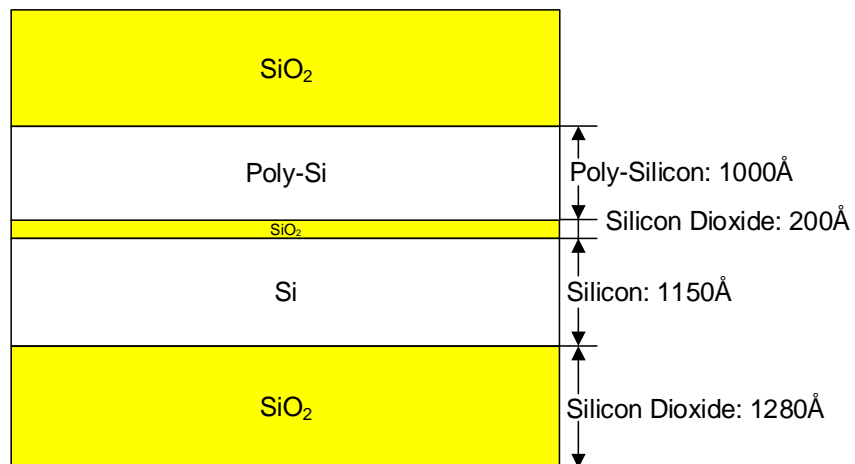 SiO₂
Poly-Si
Poly-Silicon: 1000Å
SiO₂
Silicon Dioxide: 200Å
Si
Silicon: 1150Å
SiO₂
Silicon Dioxide: 1280Å